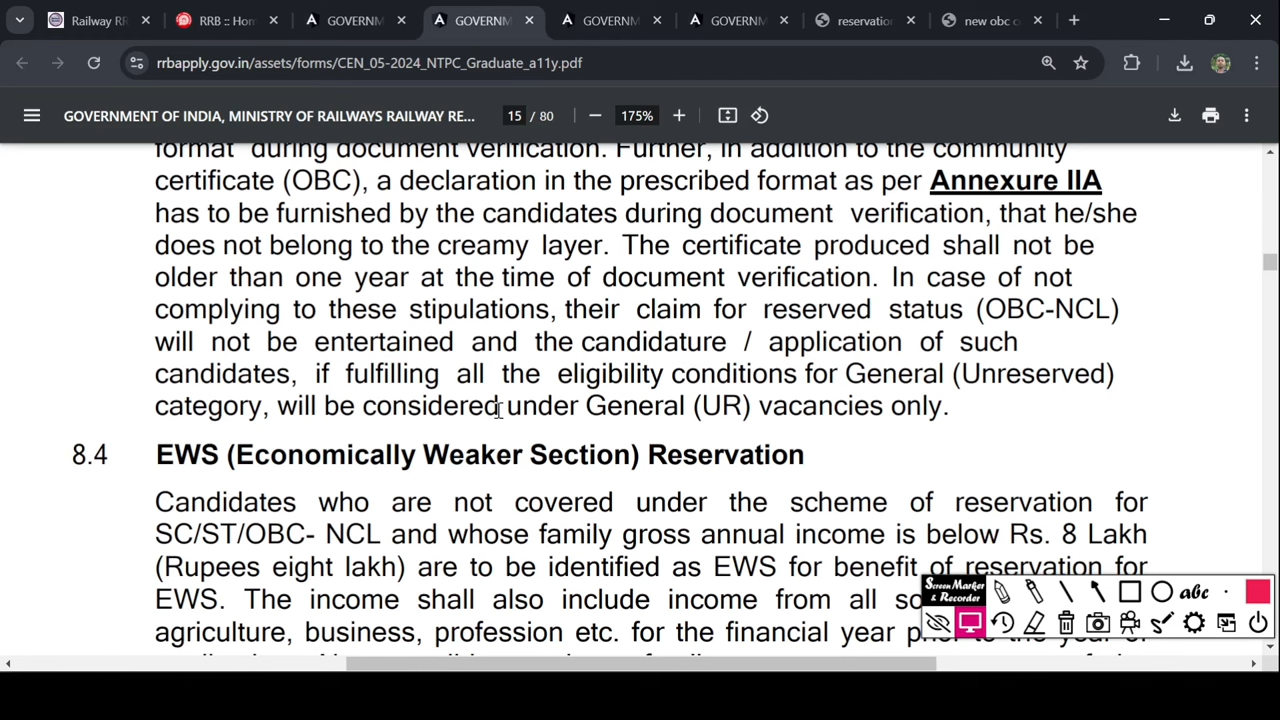 Railway RR
RRB :: Hom
GOVERNM
GOVERNM
GOVERNM
GOVERNM
reservation
new obc c
rrbapply.gov.in/assets/forms/CEN_05-2024_NTPC_Graduate_a11y.pdf
GOVERNMENT OF INDIA, MINISTRY OF RAILWAYS RAILWAY RE... 15 / 80 175%
format during document verification. Further, in addition to the community
certificate (OBC), a declaration in the prescribed format as per Annexure IIA
has to be furnished by the candidates during document verification, that he/she
does not belong to the creamy layer. The certificate produced shall not be
older than one year at the time of document verification. In case of not
complying to these stipulations, their claim for reserved status (OBC-NCL)
will not be entertained and the candidature / application of such
candidates, if fulfilling all the eligibility conditions for General (Unreserved)
category, will be considered under General (UR) vacancies only.
8.4 EWS (Economically Weaker Section) Reservation
Candidates who are not covered under the scheme of reservation for
SC/ST/OBC- NCL and whose family gross annual income is below Rs. 8 Lakh
(Rupees eight lakh) are to be identified as EWS for benefit of reservation for
EWS. The income shall also include income from all so
agriculture, business, profession etc. for the financial year prior to the year of
Screen Marker
& Recorder
abc